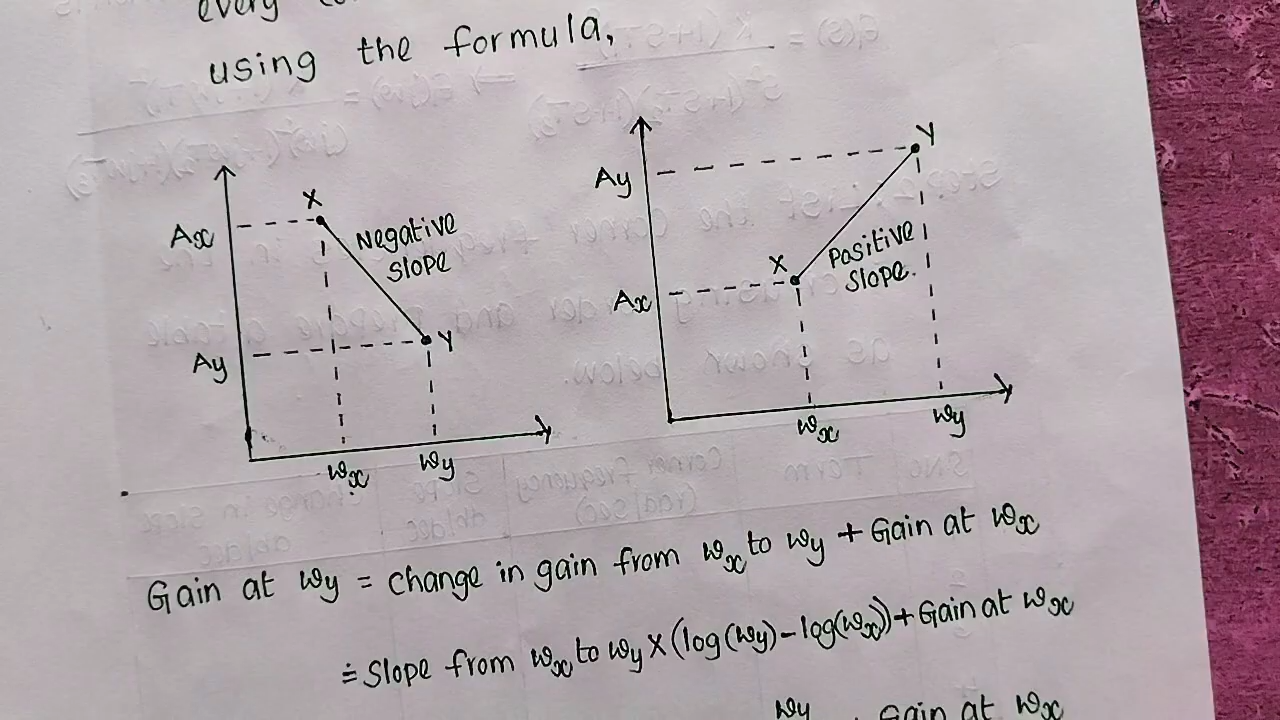 every
using the formula,
X
Ax
Negative
slope
Ay
Y
ωx
ωy
Y
Ay
X
Positive
Slope.
Ax
ωx
ωy
Gain at ωy = change in gain from ωx to ωy + Gain at ωx
= Slope from ωx to ωy X (log(ωy) - log(ωx)) + Gain at ωx
ωy
Gain at ωx